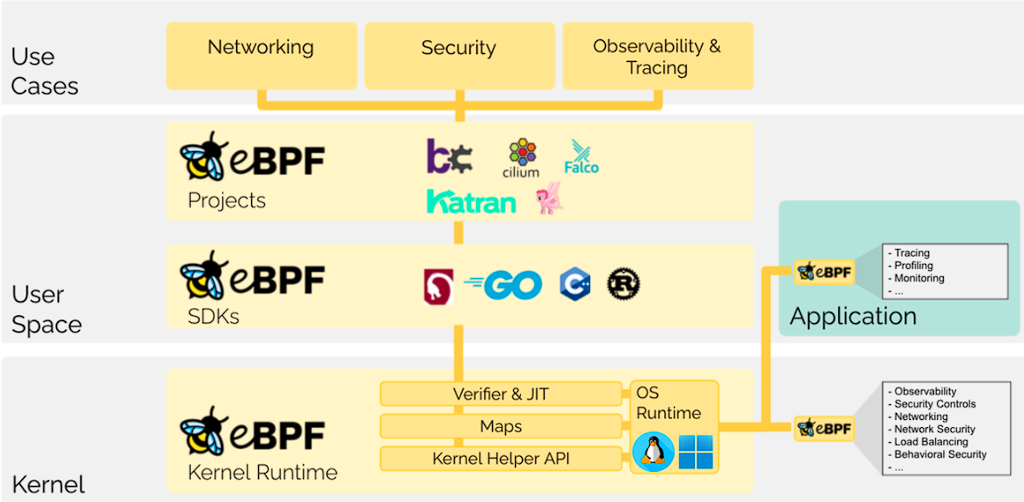 Use
Cases
Networking
Security
Observability &
Tracing
User
Space
eBPF
Projects
bcc
cilium
Falco
Katran
eBPF
SDKs
GO
C++
R
eBPF
- Tracing
- Profiling
- Monitoring
- ...
Application
Kernel
eBPF
Kernel Runtime
Verifier & JIT
Maps
Kernel Helper API
OS
Runtime
eBPF
- Observability
- Security Controls
- Networking
- Network Security
- Load Balancing
- Behavioral Security
- ...